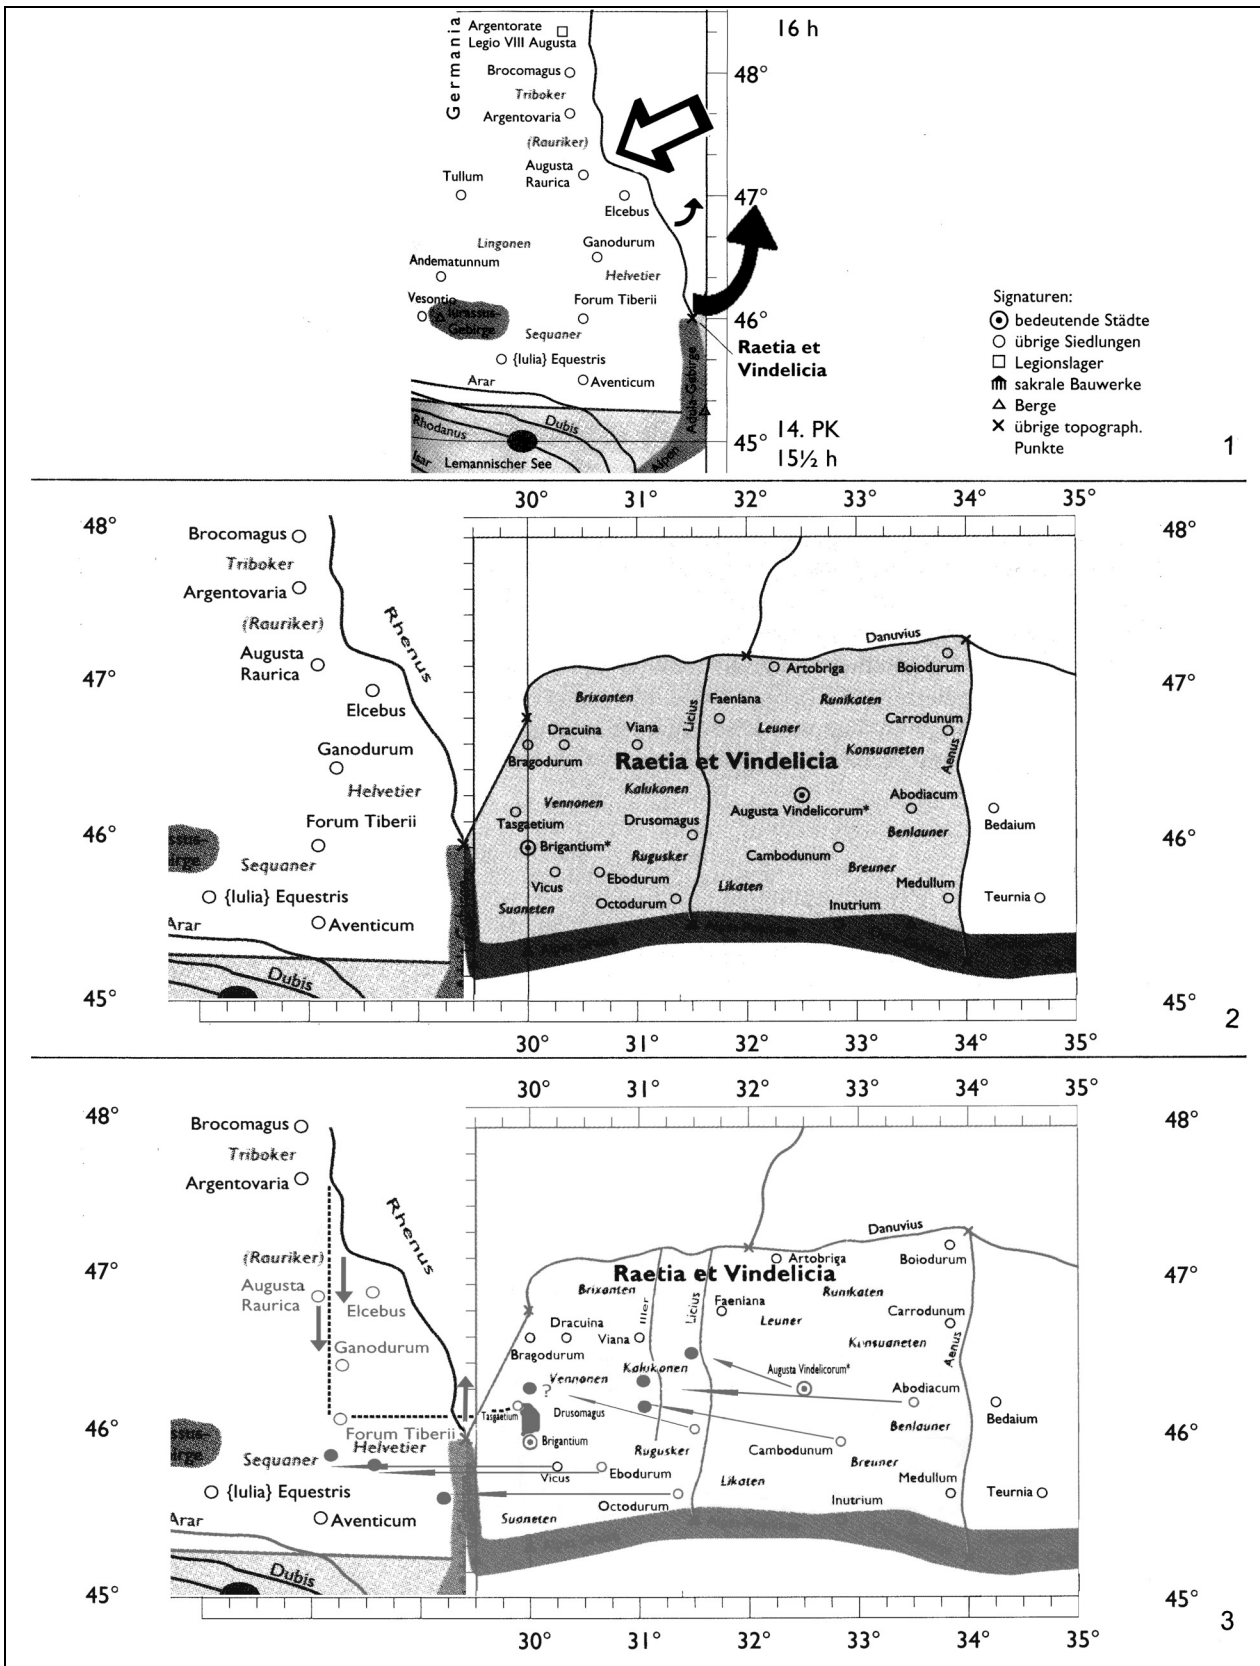 Germania
Argentorate
Legio VIII Augusta
16 h
Brocomagus
48°
Triboker
Argentovaria
(Rauriker)
Augusta
Raurica
Tullum
47°
Elcebus
Lingonen
Ganodurum
Andematunnum
Helvetier
Vesontio
Forum Tiberii
Iurassus-
Gebirge
46°
Sequaner
Raetia et
Vindelicia
{Iulia} Equestris
Arar
Aventicum
Adula-Gebirge
Rhodanus
Dubis
14. PK
45°
15½ h
Isar
Lemannischer See
Alpen
Signaturen:
bedeutende Städte
übrige Siedlungen
Legionslager
sakrale Bauwerke
Berge
übrige topograph.
Punkte
1
30° 31° 32° 33° 34° 35°
48° 48°
Brocomagus
Triboker
Argentovaria
Rhenus
(Rauriker)
Augusta
Raurica
Danuvius
47° 47°
Artobriga
Boiodurum
Elcebus
Brixanten
Licius
Faeniana
Runikaten
Dracuina
Viana
Leuner
Carrodunum
Ganodurum
Bragodurum
Raetia et Vindelicia
Konsuaneten
Aenus
Helvetier
Vennonen
Kalukonen
Augusta Vindelicorum*
Abodiacum
Forum Tiberii
Tasgaetium
Drusomagus
Bedaium
46° 46°
ssus-
irge
Brigantium*
Rugusker
Cambodunum
Benlauner
Sequaner
Breuner
Vicus
Ebodurum
Likaten
Medullum
{Iulia} Equestris
Suaneten
Octodurum
Inutrium
Teurnia
Arar
Aventicum
Dubis
45° 45°
30° 31° 32° 33° 34° 35°
2
30° 31° 32° 33° 34° 35°
48° 48°
Brocomagus
Triboker
Argentovaria
Rhenus
(Rauriker)
Danuvius
47° 47°
Artobriga
Boiodurum
Augusta
Raurica
Raetia et Vindelicia
Elcebus
Brixanten
Iller
Licius
Faeniana
Runikaten
Dracuina
Viana
Leuner
Carrodunum
Ganodurum
Bragodurum
Konsuaneten
Aenus
Vennonen
Kalukonen
Augusta Vindelicorum*
?
Abodiacum
Tasgaetium
Drusomagus
Bedaium
46° 46°
Forum Tiberii
Benlauner
ssus-
irge
Helvetier
Brigantium
Rugusker
Cambodunum
Sequaner
Breuner
Vicus
Ebodurum
Likaten
Medullum
{Iulia} Equestris
Octodurum
Inutrium
Teurnia
Arar
Aventicum
Suaneten
Dubis
45° 45°
30° 31° 32° 33° 34° 35°
3